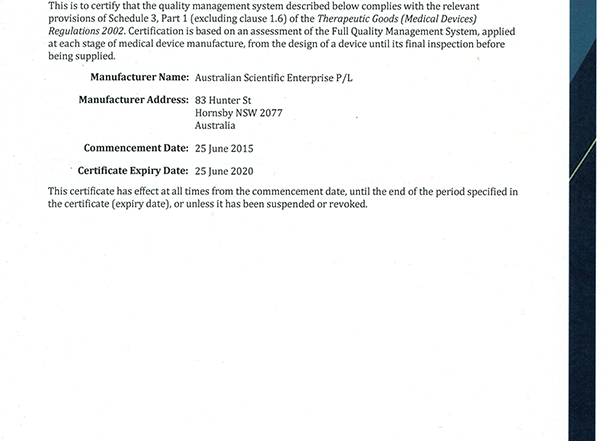 This is to certify that the quality management system described below complies with the relevant
provisions of Schedule 3, Part 1 (excluding clause 1.6) of the Therapeutic Goods (Medical Devices)
Regulations 2002. Certification is based on an assessment of the Full Quality Management System, applied
at each stage of medical device manufacture, from the design of a device until its final inspection before
being supplied.
Manufacturer Name: Australian Scientific Enterprise P/L
Manufacturer Address: 83 Hunter St
Hornsby NSW 2077
Australia
Commencement Date: 25 June 2015
Certificate Expiry Date: 25 June 2020
This certificate has effect at all times from the commencement date, until the end of the period specified in
the certificate (expiry date), or unless it has been suspended or revoked.